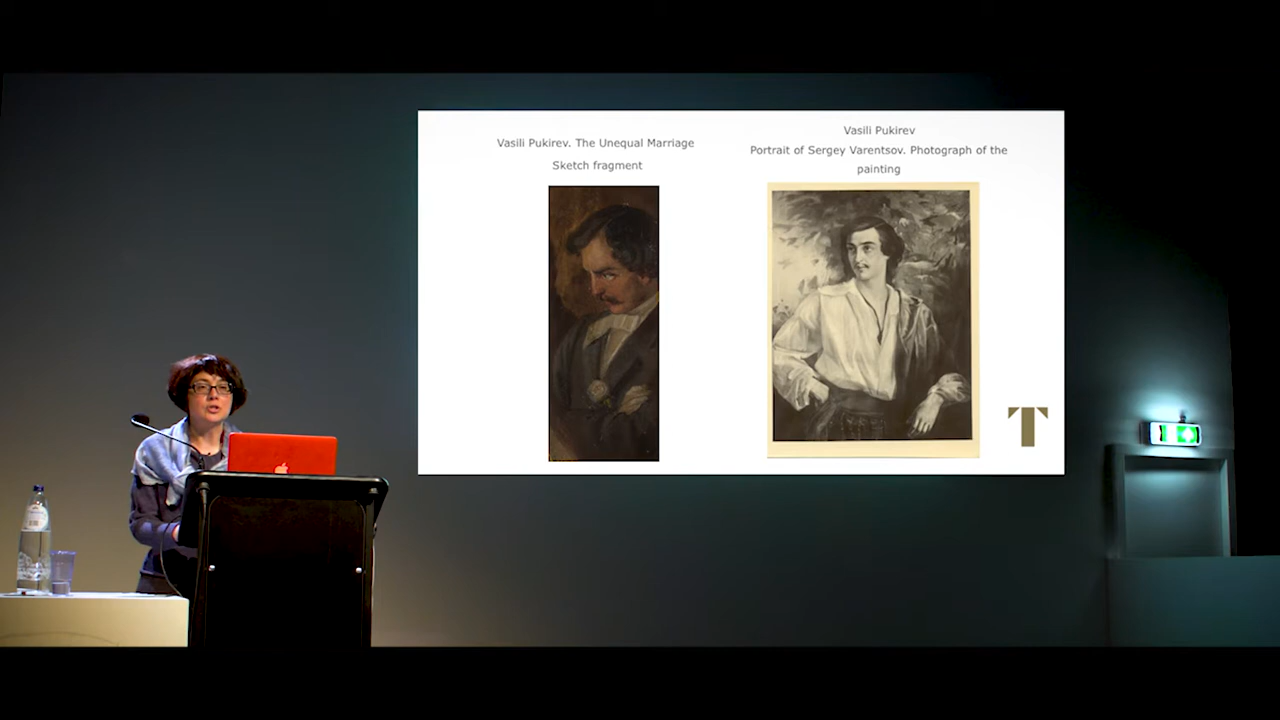 Vasili Pukirev. The Unequal Marriage
Sketch fragment
Vasili Pukirev
Portrait of Sergey Varentsov. Photograph of the
painting
T